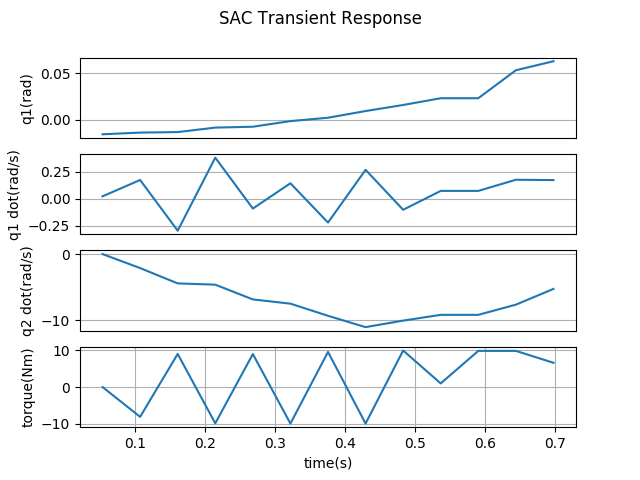 SAC Transient Response
q1(rad)
0.05
0.00
q1 dot(rad/s)
0.25
0.00
−0.25
q2 dot(rad/s)
0
−10
torque(Nm)
10
0
−10
0.1 0.2 0.3 0.4 0.5 0.6 0.7
time(s)